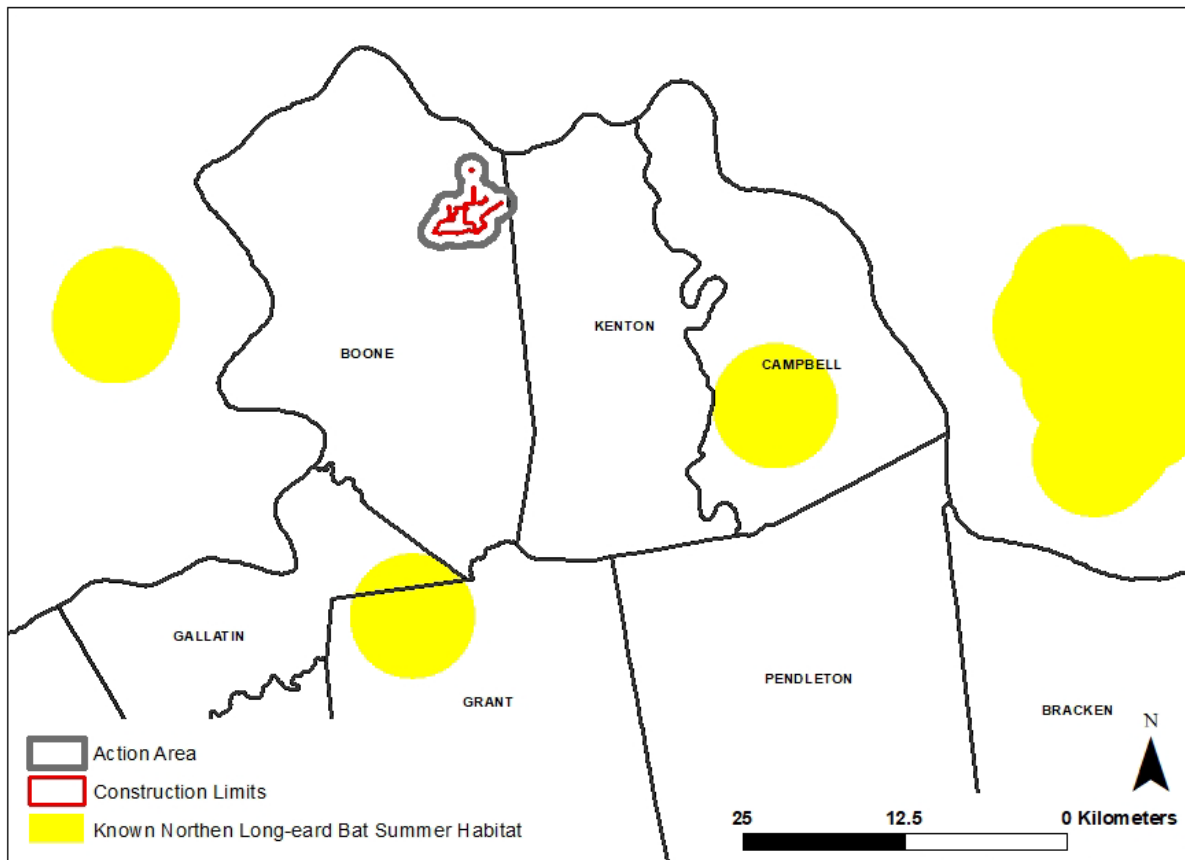 KENTON
BOONE
CAMPBELL
GALLATIN
PENDLETON
GRANT
BRACKEN
N
Action Area
Construction Limits
Known Northen Long-eard Bat Summer Habitat
25 12.5 0 Kilometers